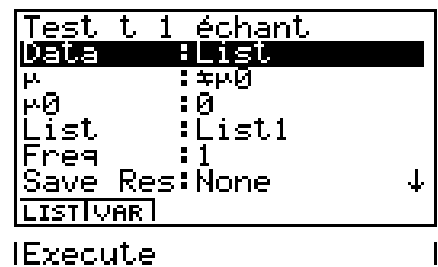 Test t 1 échant
Data :List
μ :≠μ0
μ0 :0
List :List1
Freq :1
Save Res:None ↓
LIST VAR
Execute